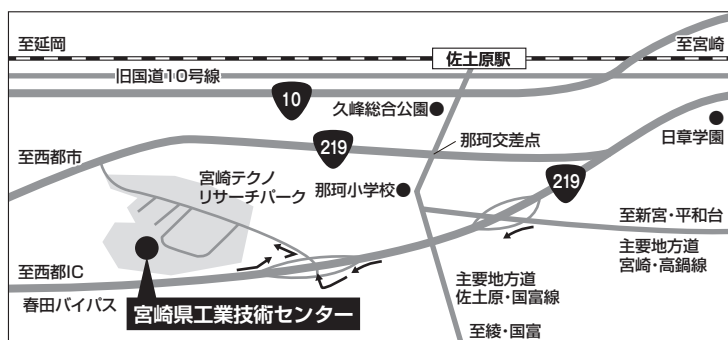 至延岡
佐土原駅
至宮崎
旧国道10号線
10
久峰総合公園
日章学園
219
那珂交差点
至西都市
宮崎テクノ
リサーチパーク
那珂小学校
219
至新宮・平和台
主要地方道
宮崎・高鍋線
至西都IC
春田バイパス
宮崎県工業技術センター
主要地方道
佐土原・国富線
至綾・国富